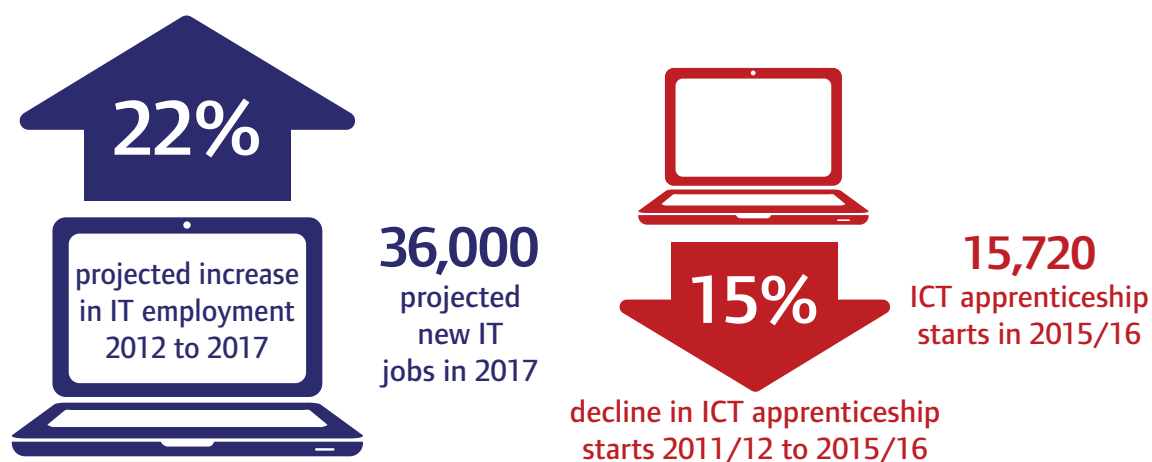 22%
projected increase
in IT employment
2012 to 2017
36,000
projected
new IT
jobs in 2017
15%
decline in ICT apprenticeship
starts 2011/12 to 2015/16
15,720
ICT apprenticeship
starts in 2015/16